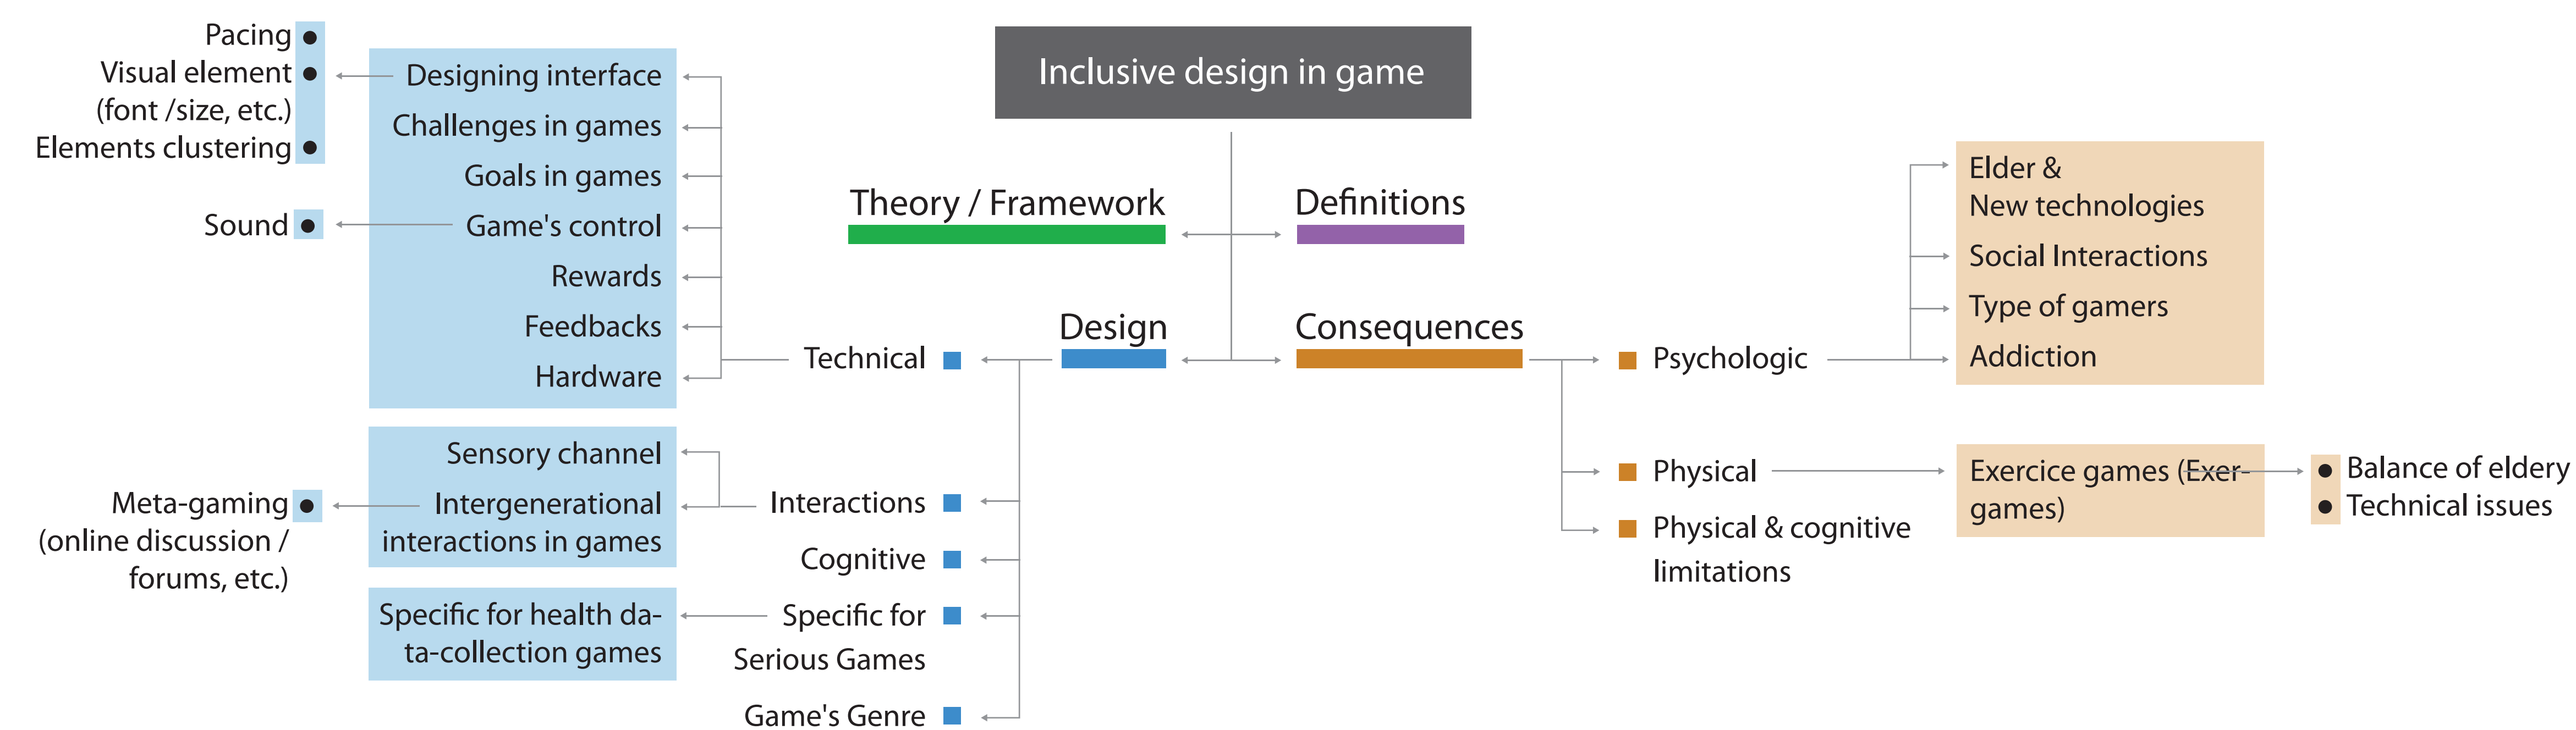 Inclusive design in game
Theory / Framework
Definitions
Design
Consequences
Technical
Designing interface
Challenges in games
Goals in games
Game's control
Rewards
Feedbacks
Hardware
Pacing
Visual element
(font /size, etc.)
Elements clustering
Sound
Interactions
Sensory channel
Intergenerational
interactions in games
Meta-gaming
(online discussion /
forums, etc.)
Cognitive
Specific for
Serious Games
Specific for health da-
ta-collection games
Game's Genre
Psychologic
Elder &
New technologies
Social Interactions
Type of gamers
Addiction
Physical
Exercice games (Exer-
games)
Balance of eldery
Technical issues
Physical & cognitive
limitations